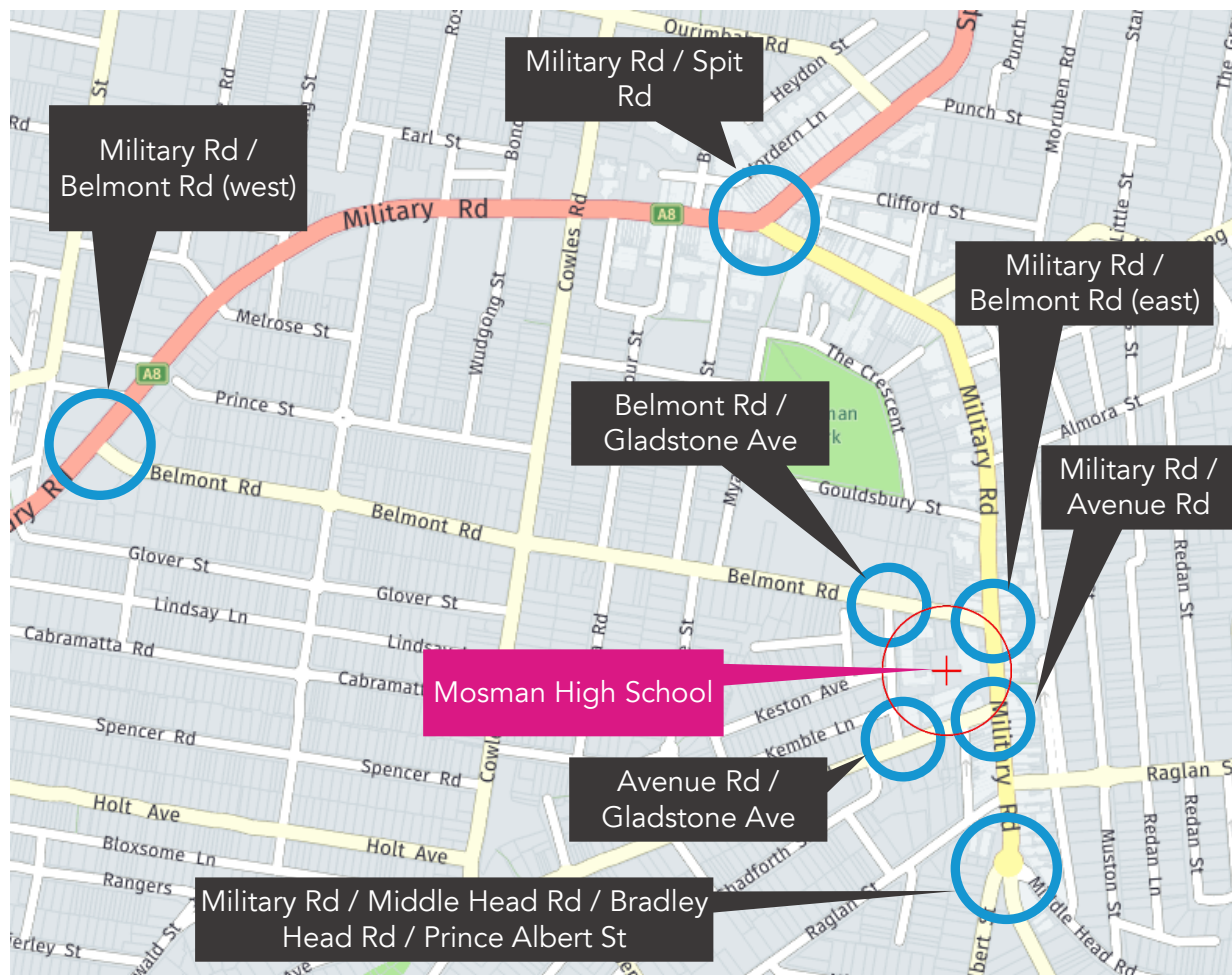 Ourimbah Rd
Heydon St
Punch
Military Rd / Spit
Rd
Punch St
Moruben Rd
Earl St
Military Rd /
Belmont Rd (west)
Clifford St
Little St
Military Rd
A8
Cowles Rd
Military Rd /
Belmont Rd (east)
Melrose St
Wudgong St
The Crescent
A8
Prince St
Belmont Rd /
Gladstone Ave
Military Rd
Almora St
Military Rd /
Avenue Rd
Belmont Rd
Belmont Rd
Gouldsbury St
Redan St
Glover St
Belmont Rd
Glover St
Lindsay Ln
Cabramatta Rd
Mosman High School
Keston Ave
Kemble Ln
Military Rd
Spencer Rd
Spencer Rd
Avenue Rd /
Gladstone Ave
Raglan S
Redan St
Holt Ave
Holt Ave
Bloxsome Ln
Muston St
Redan Ln
Rangers
Raglan St
Military Rd / Middle Head Rd / Bradley
Head Rd / Prince Albert St
Middle Head Rd